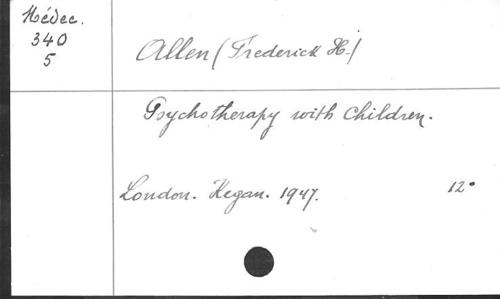 Médec.
340
5
Allen (Frederick H.)
Psychotherapy with Children.
London. Kegan. 1947. 12°